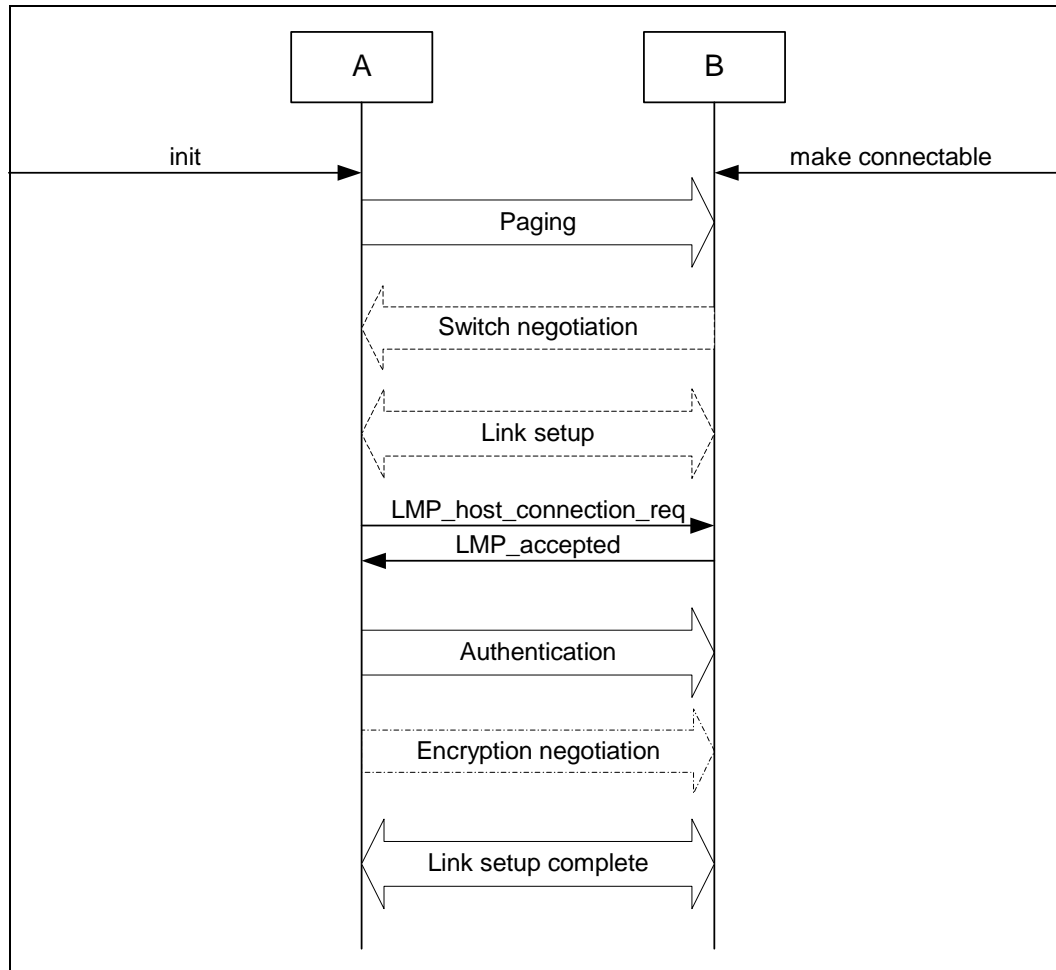 A
B
init
make connectable
Paging
Switch negotiation
Link setup
LMP_host_connection_req
LMP_accepted
Authentication
Encryption negotiation
Link setup complete